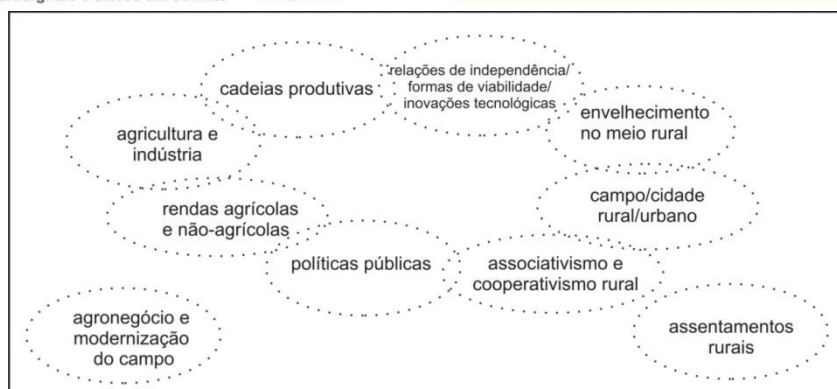 cadeias produtivas
relações de independência/
formas de viabilidade/
inovações tecnológicas
agricultura e
indústria
envelhecimento
no meio rural
rendas agrícolas
e não-agrícolas
campo/cidade
rural/urbano
políticas públicas
associativismo e
cooperativismo rural
agronegócio e
modernização
do campo
assentamentos
rurais